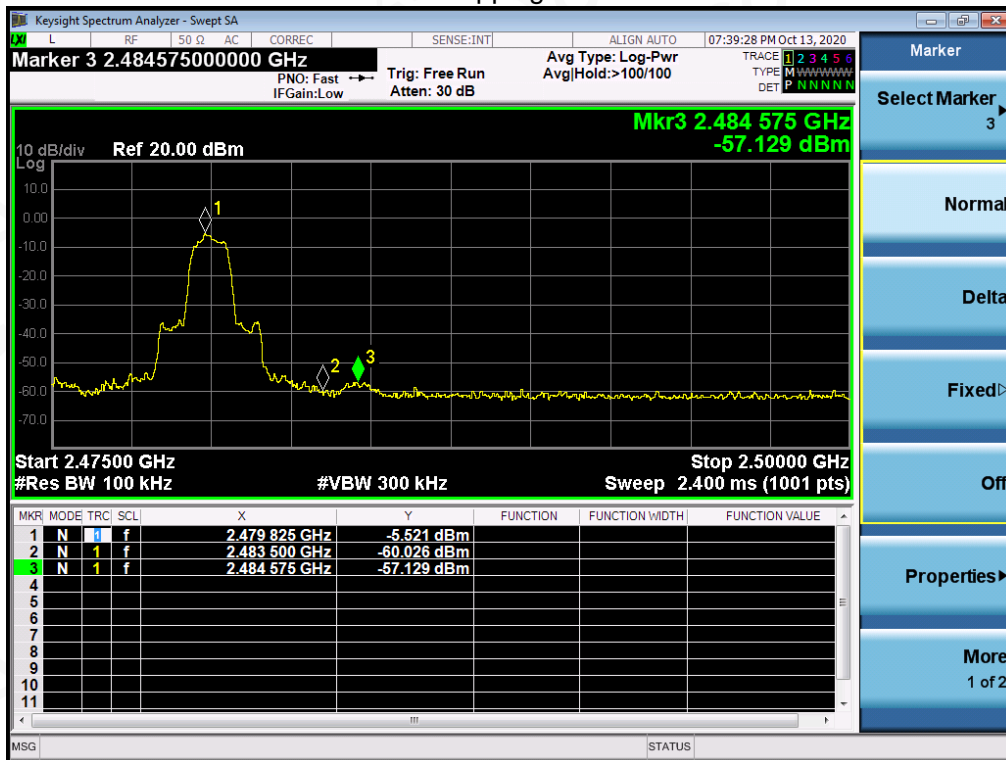 Keysight Spectrum Analyzer - Swept SA
LXI L RF 50 Ω AC CORREC SENSE:INT ALIGN AUTO 07:39:28 PM Oct 13, 2020
Marker 3 2.484575000000 GHz
PNO: Fast
IFGain:Low
Trig: Free Run
Atten: 30 dB
Avg Type: Log-Pwr
Avg|Hold:>100/100
TRACE 1 2 3 4 5 6
TYPE M WWWWW
DET P N N N N N
Mkr3 2.484 575 GHz
-57.129 dBm
10 dB/div Ref 20.00 dBm
Log
10.0
0.00
-10.0
-20.0
-30.0
-40.0
-50.0
-60.0
-70.0
1
2
3
Start 2.47500 GHz Stop 2.50000 GHz
#Res BW 100 kHz #VBW 300 kHz Sweep 2.400 ms (1001 pts)
MKR MODE TRC SCL X Y FUNCTION FUNCTION WIDTH FUNCTION VALUE
1 N 1 f 2.479 825 GHz -5.521 dBm
2 N 1 f 2.483 500 GHz -60.026 dBm
3 N 1 f 2.484 575 GHz -57.129 dBm
4
5
6
7
8
9
10
11
MSG STATUS
Marker
Select Marker
3
Normal
Delta
Fixed
Off
Properties
More
1 of 2